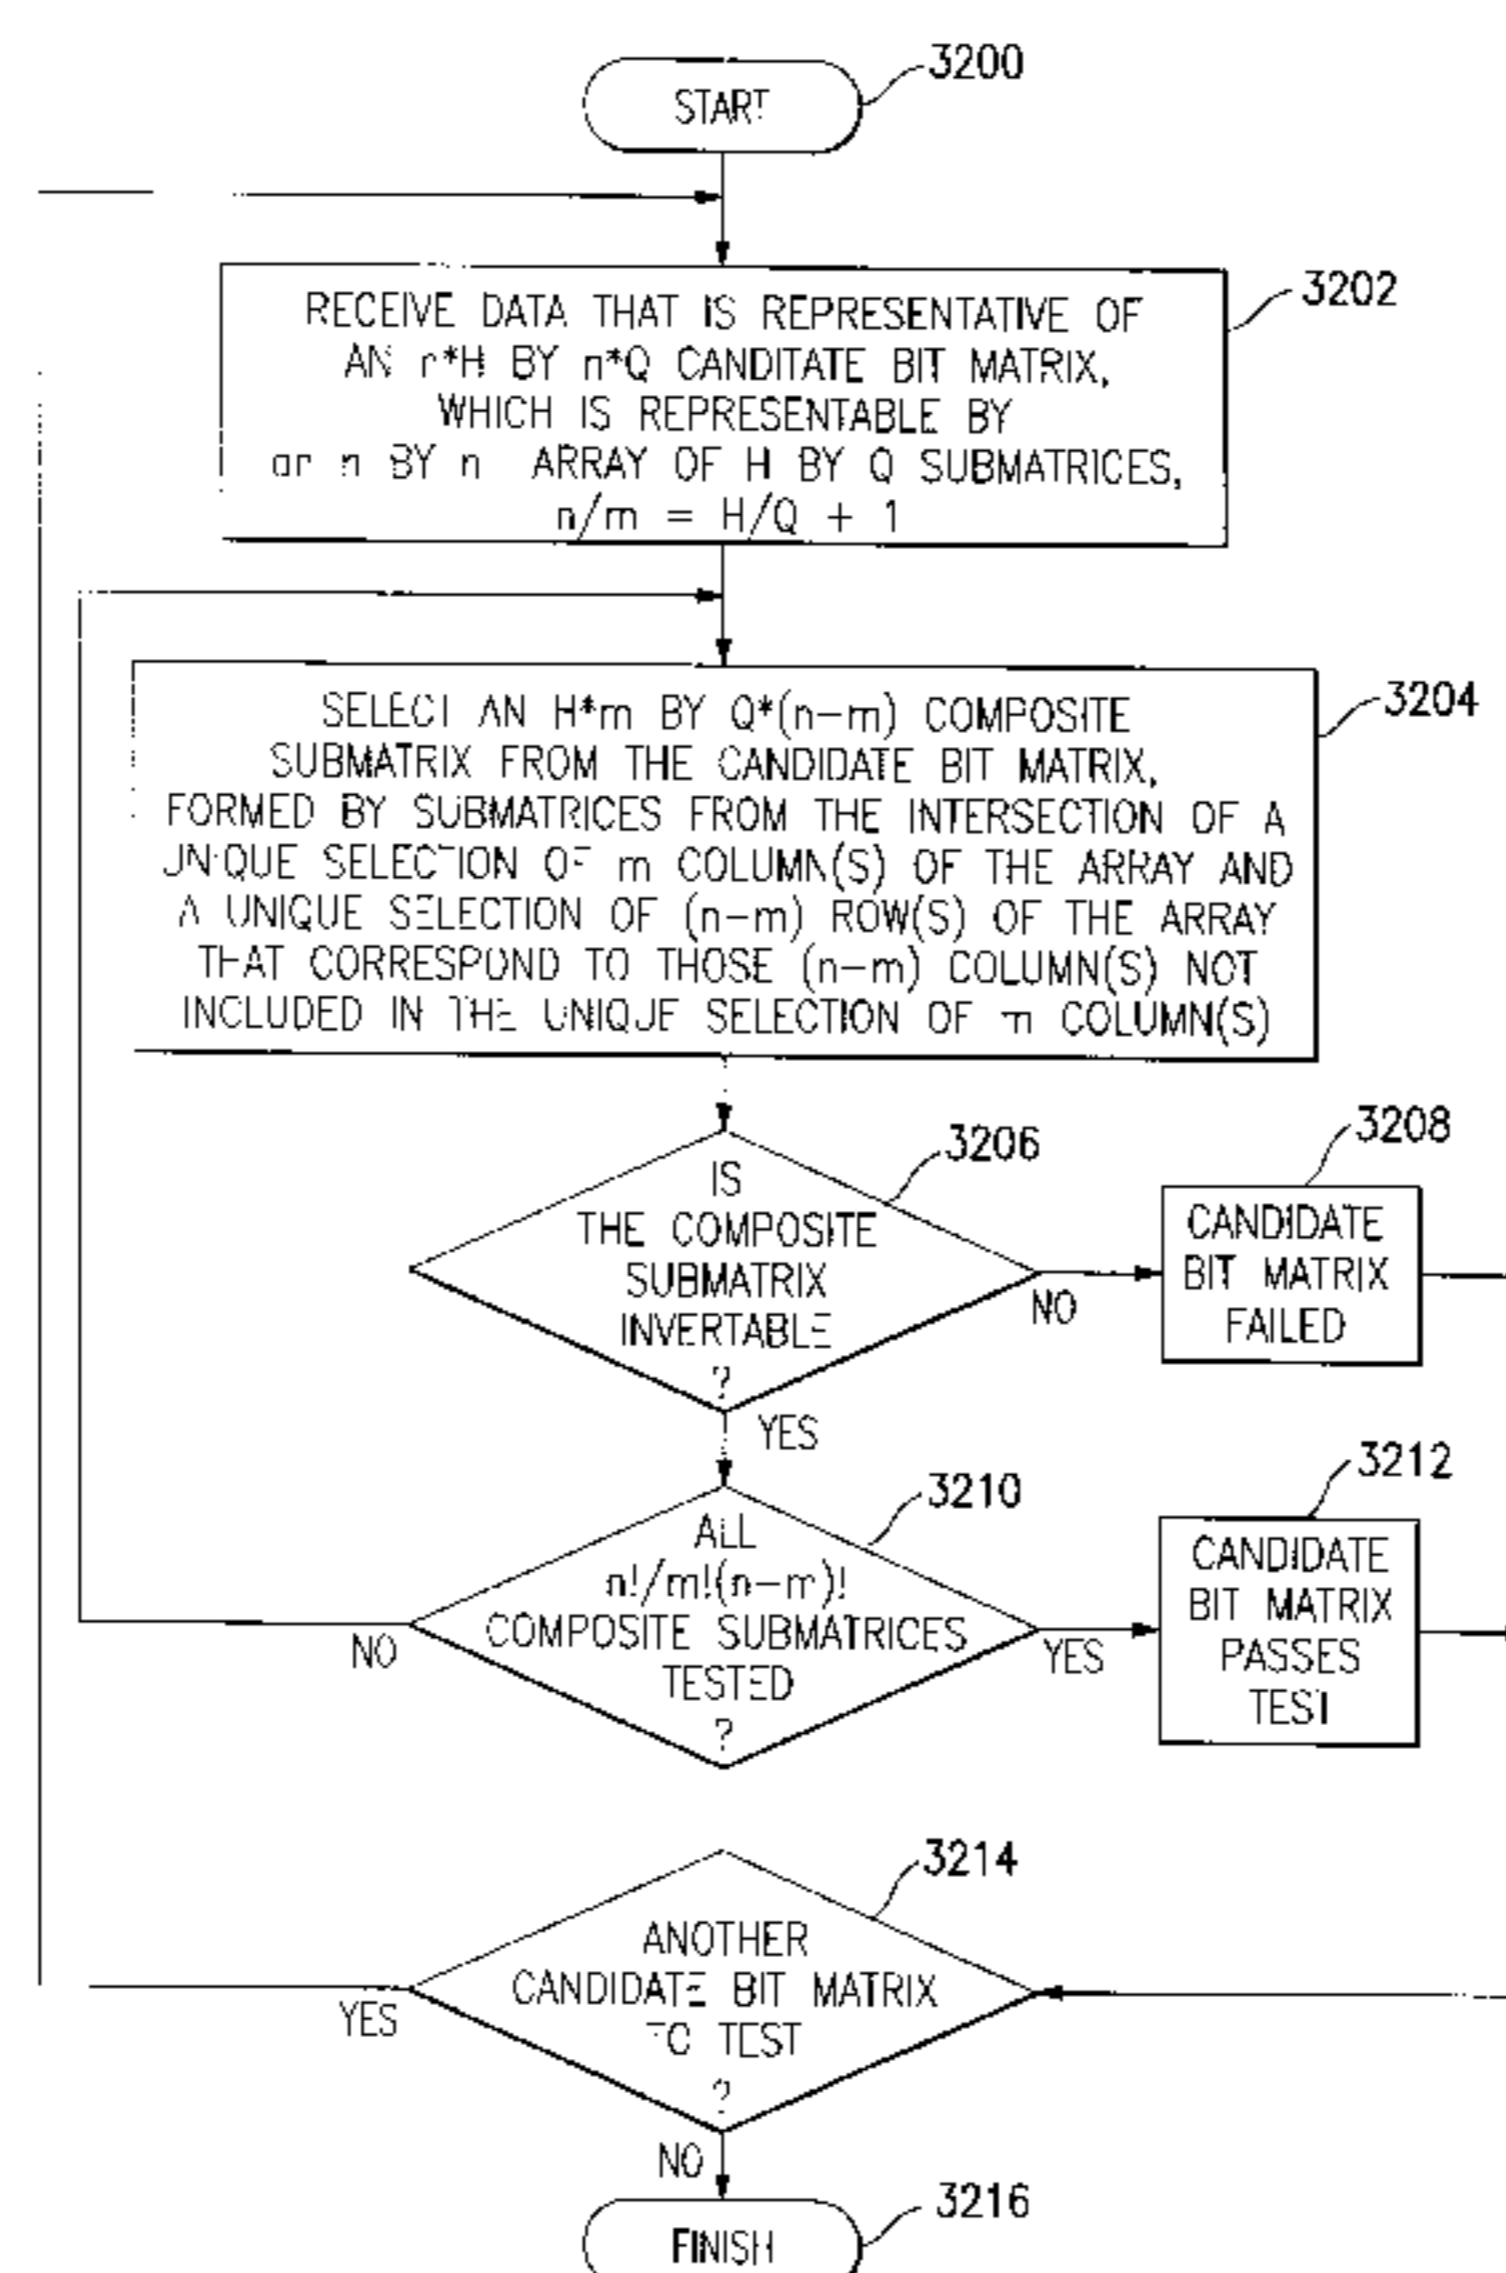 3200
START
3202
RECEIVE DATA THAT IS REPRESENTATIVE OF
AN n*H BY n*Q CANDITATE BIT MATRIX,
WHICH IS REPRESENTABLE BY
an n BY n ARRAY OF H BY Q SUBMATRICES,
n/m = H/Q + 1
3204
SELECT AN H*m BY Q*(n-m) COMPOSITE
SUBMATRIX FROM THE CANDIDATE BIT MATRIX,
FORMED BY SUBMATRICES FROM THE INTERSECTION OF A
UNIQUE SELECTION OF m COLUMN(S) OF THE ARRAY AND
A UNIQUE SELECTION OF (n-m) ROW(S) OF THE ARRAY
THAT CORRESPOND TO THOSE (n-m) COLUMN(S) NOT
INCLUDED IN THE UNIQUE SELECTION OF m COLUMN(S)
3206
IS
THE COMPOSITE
SUBMATRIX
INVERTABLE
?
NO
YES
3208
CANDIDATE
BIT MATRIX
FAILED
3210
ALL
n!/m!(n-m)!
COMPOSITE SUBMATRICES
TESTED
?
NO
YES
3212
CANDIDATE
BIT MATRIX
PASSES
TEST
3214
ANOTHER
CANDIDATE BIT MATRIX
TO TEST
?
YES
NO
3216
FINISH